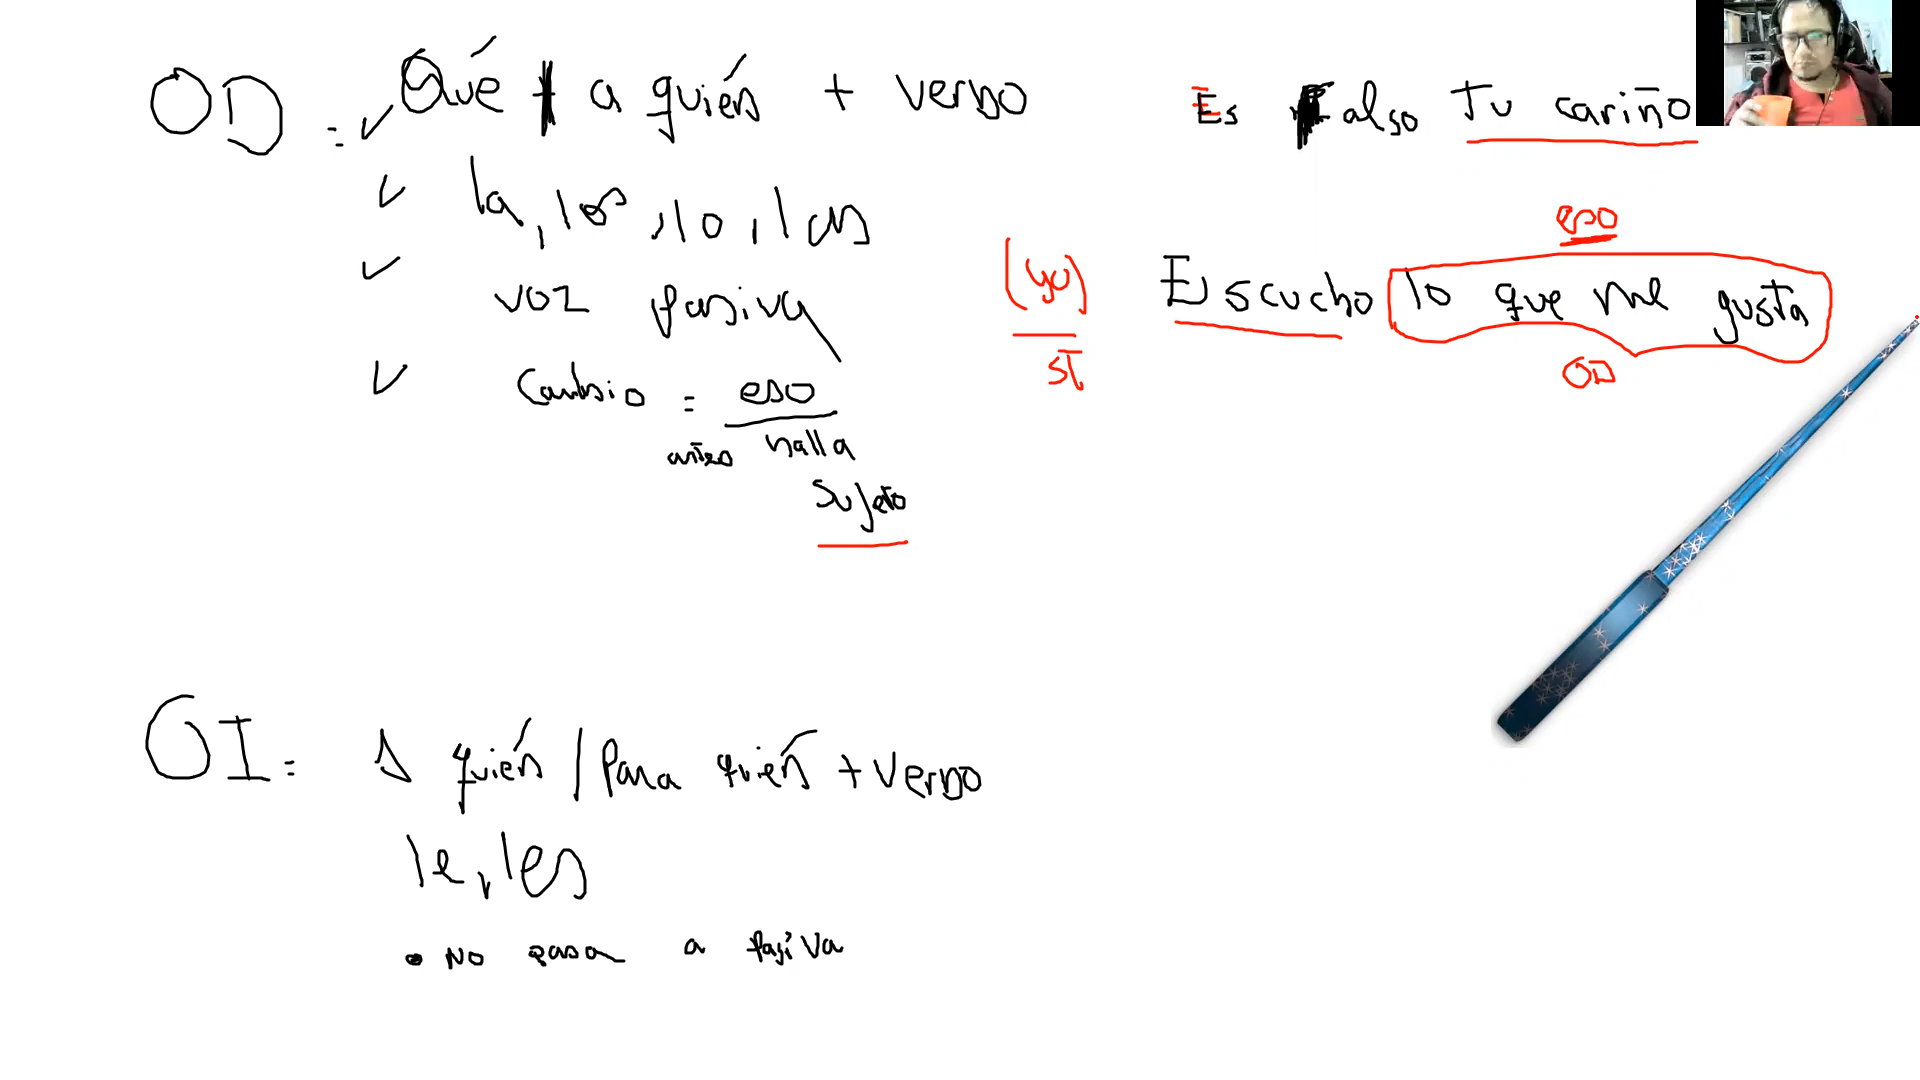 OD = Qué / a quién + verbo
la, los, lo, las
voz pasiva
Cambio = eso
antes halla
sujeto
Es falso tu cariño
eso
(yo) Escucho lo que me gusta
ST OD
OI = A quién / Para quién + verbo
le, les
• No pasa a pasiva